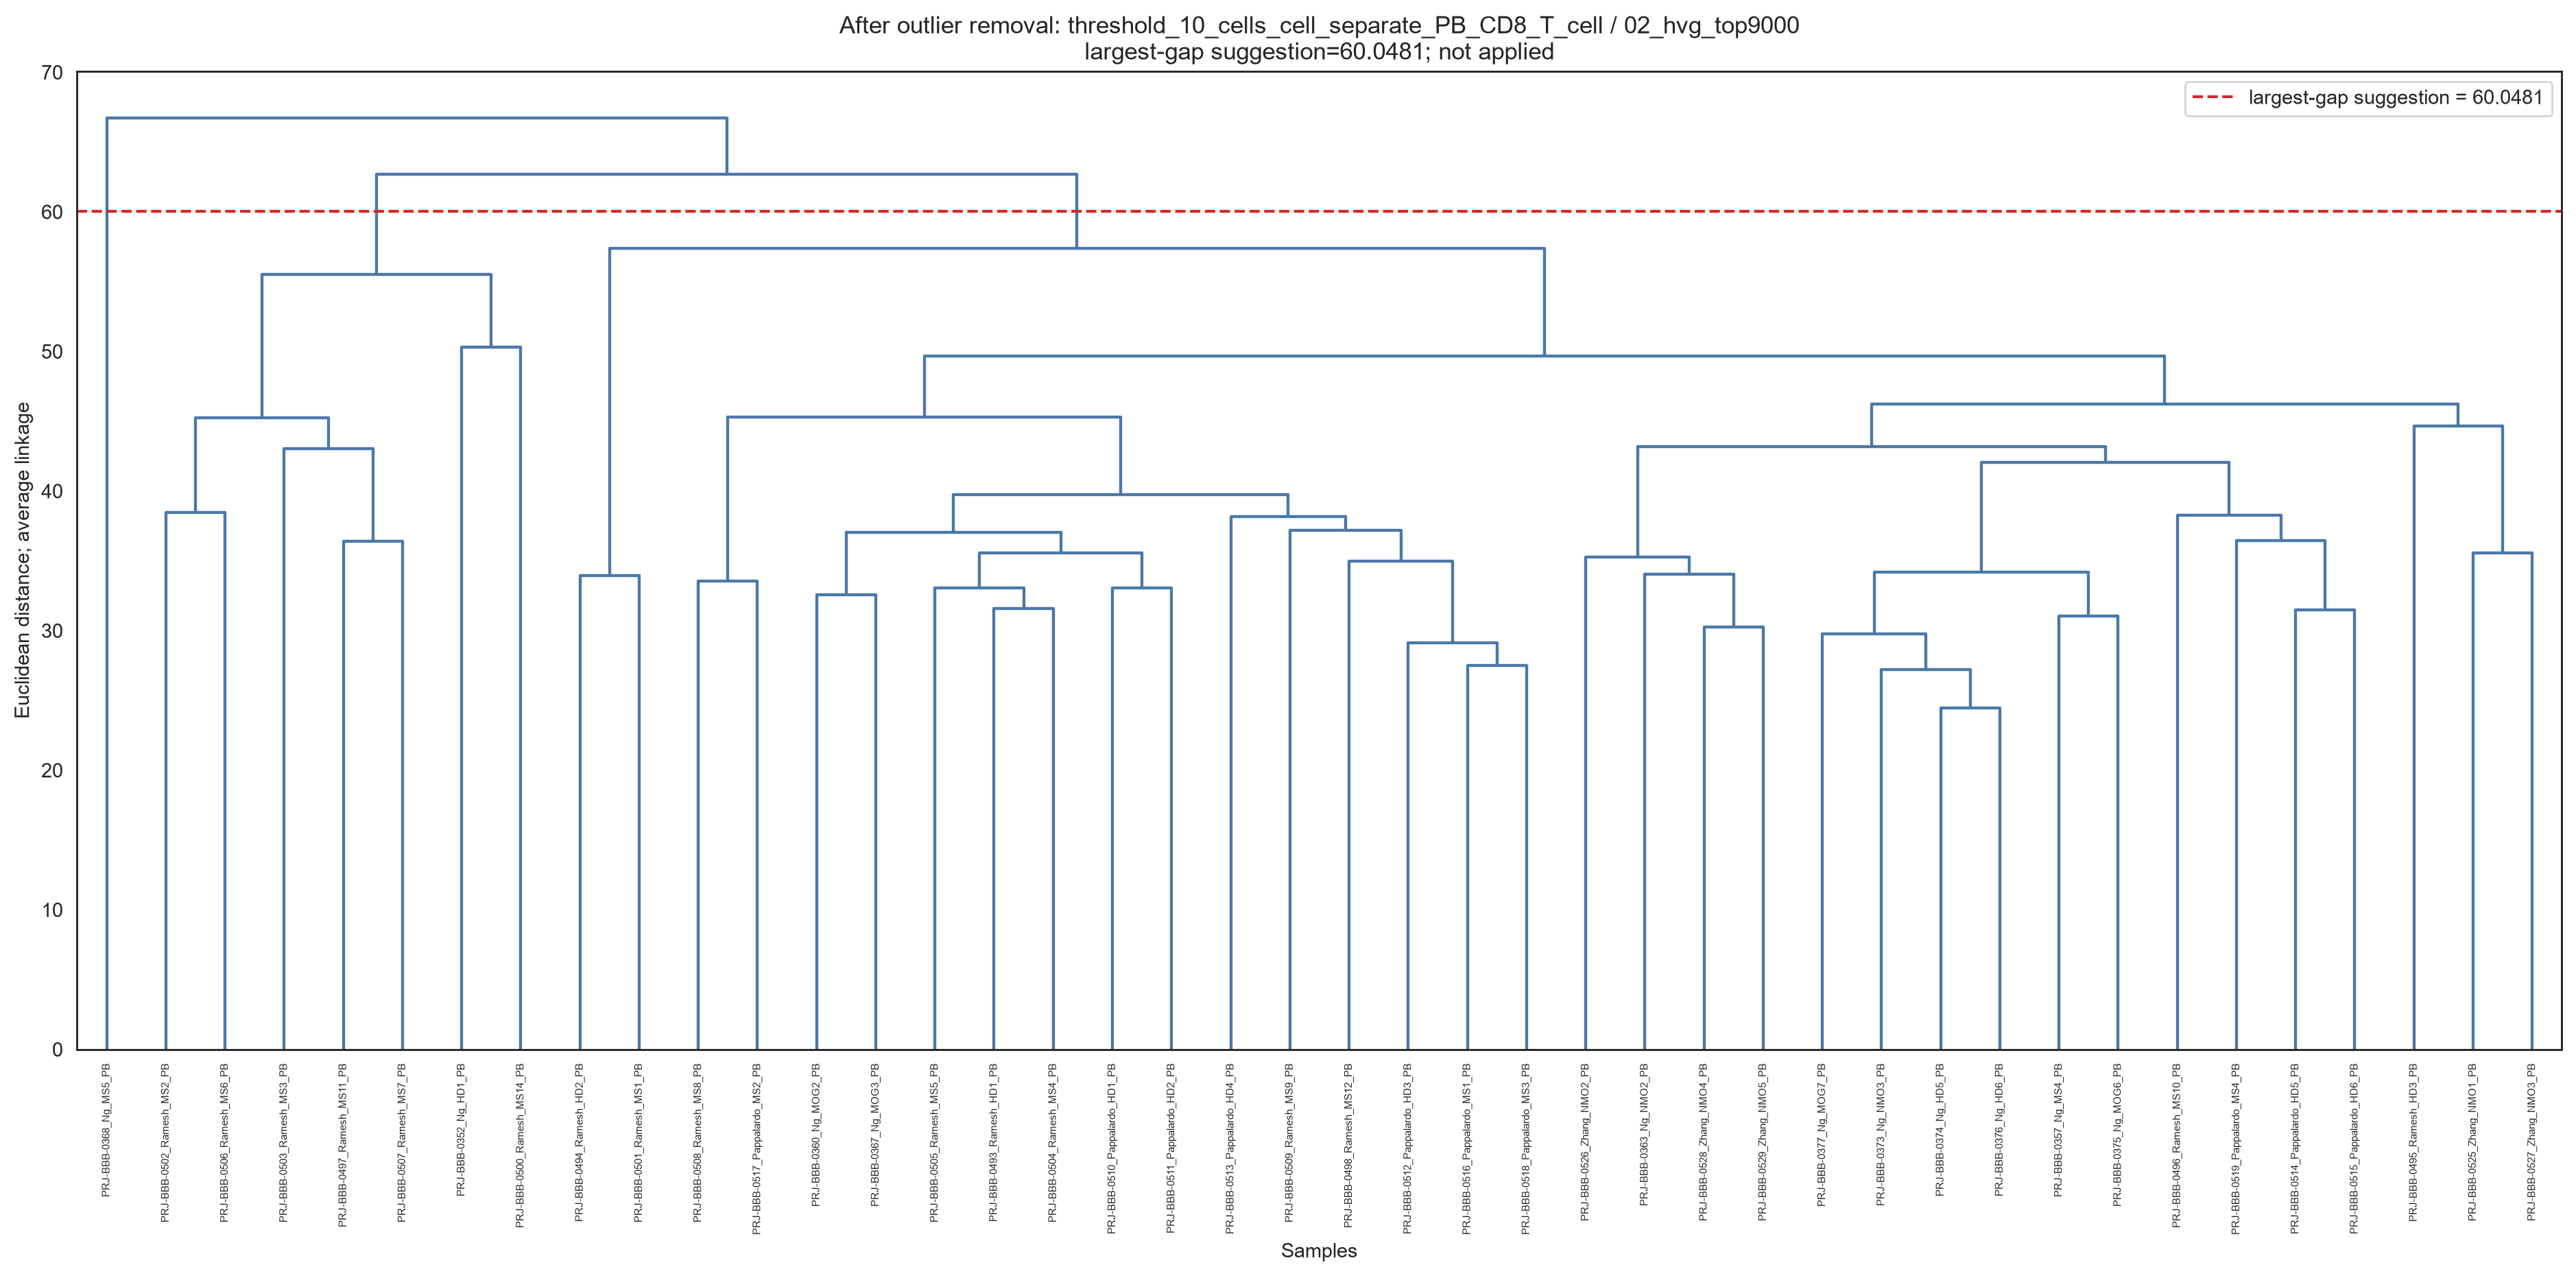 After outlier removal: threshold_10_cells_cell_separate_PB_CD8_T_cell / 02_hvg_top9000
largest-gap suggestion=60.0481; not applied
largest-gap suggestion = 60.0481
Euclidean distance; average linkage
70
60
50
40
30
20
10
0
PRJ-BBB-0368_Ng_MS5_PB
PRJ-BBB-0502_Ramesh_MS2_PB
PRJ-BBB-0506_Ramesh_MS6_PB
PRJ-BBB-0503_Ramesh_MS3_PB
PRJ-BBB-0497_Ramesh_MS11_PB
PRJ-BBB-0507_Ramesh_MS7_PB
PRJ-BBB-0352_Ng_HD1_PB
PRJ-BBB-0500_Ramesh_MS14_PB
PRJ-BBB-0494_Ramesh_HD2_PB
PRJ-BBB-0501_Ramesh_MS1_PB
PRJ-BBB-0508_Ramesh_MS8_PB
PRJ-BBB-0517_Pappalardo_MS2_PB
PRJ-BBB-0360_Ng_MOG2_PB
PRJ-BBB-0367_Ng_MOG3_PB
PRJ-BBB-0505_Ramesh_MS5_PB
PRJ-BBB-0493_Ramesh_HD1_PB
PRJ-BBB-0504_Ramesh_MS4_PB
PRJ-BBB-0510_Pappalardo_HD1_PB
PRJ-BBB-0511_Pappalardo_HD2_PB
PRJ-BBB-0513_Pappalardo_HD4_PB
PRJ-BBB-0509_Ramesh_MS9_PB
PRJ-BBB-0498_Ramesh_MS12_PB
PRJ-BBB-0512_Pappalardo_HD3_PB
PRJ-BBB-0516_Pappalardo_MS1_PB
PRJ-BBB-0518_Pappalardo_MS3_PB
PRJ-BBB-0526_Zhang_NMO2_PB
PRJ-BBB-0363_Ng_NMO2_PB
PRJ-BBB-0528_Zhang_NMO4_PB
PRJ-BBB-0529_Zhang_NMO5_PB
PRJ-BBB-0377_Ng_MOG7_PB
PRJ-BBB-0373_Ng_NMO3_PB
PRJ-BBB-0374_Ng_HD5_PB
PRJ-BBB-0376_Ng_HD6_PB
PRJ-BBB-0357_Ng_MS4_PB
PRJ-BBB-0375_Ng_MOG6_PB
PRJ-BBB-0496_Ramesh_MS10_PB
PRJ-BBB-0519_Pappalardo_MS4_PB
PRJ-BBB-0514_Pappalardo_HD5_PB
PRJ-BBB-0515_Pappalardo_HD6_PB
PRJ-BBB-0495_Ramesh_HD3_PB
PRJ-BBB-0525_Zhang_NMO1_PB
PRJ-BBB-0527_Zhang_NMO3_PB
Samples